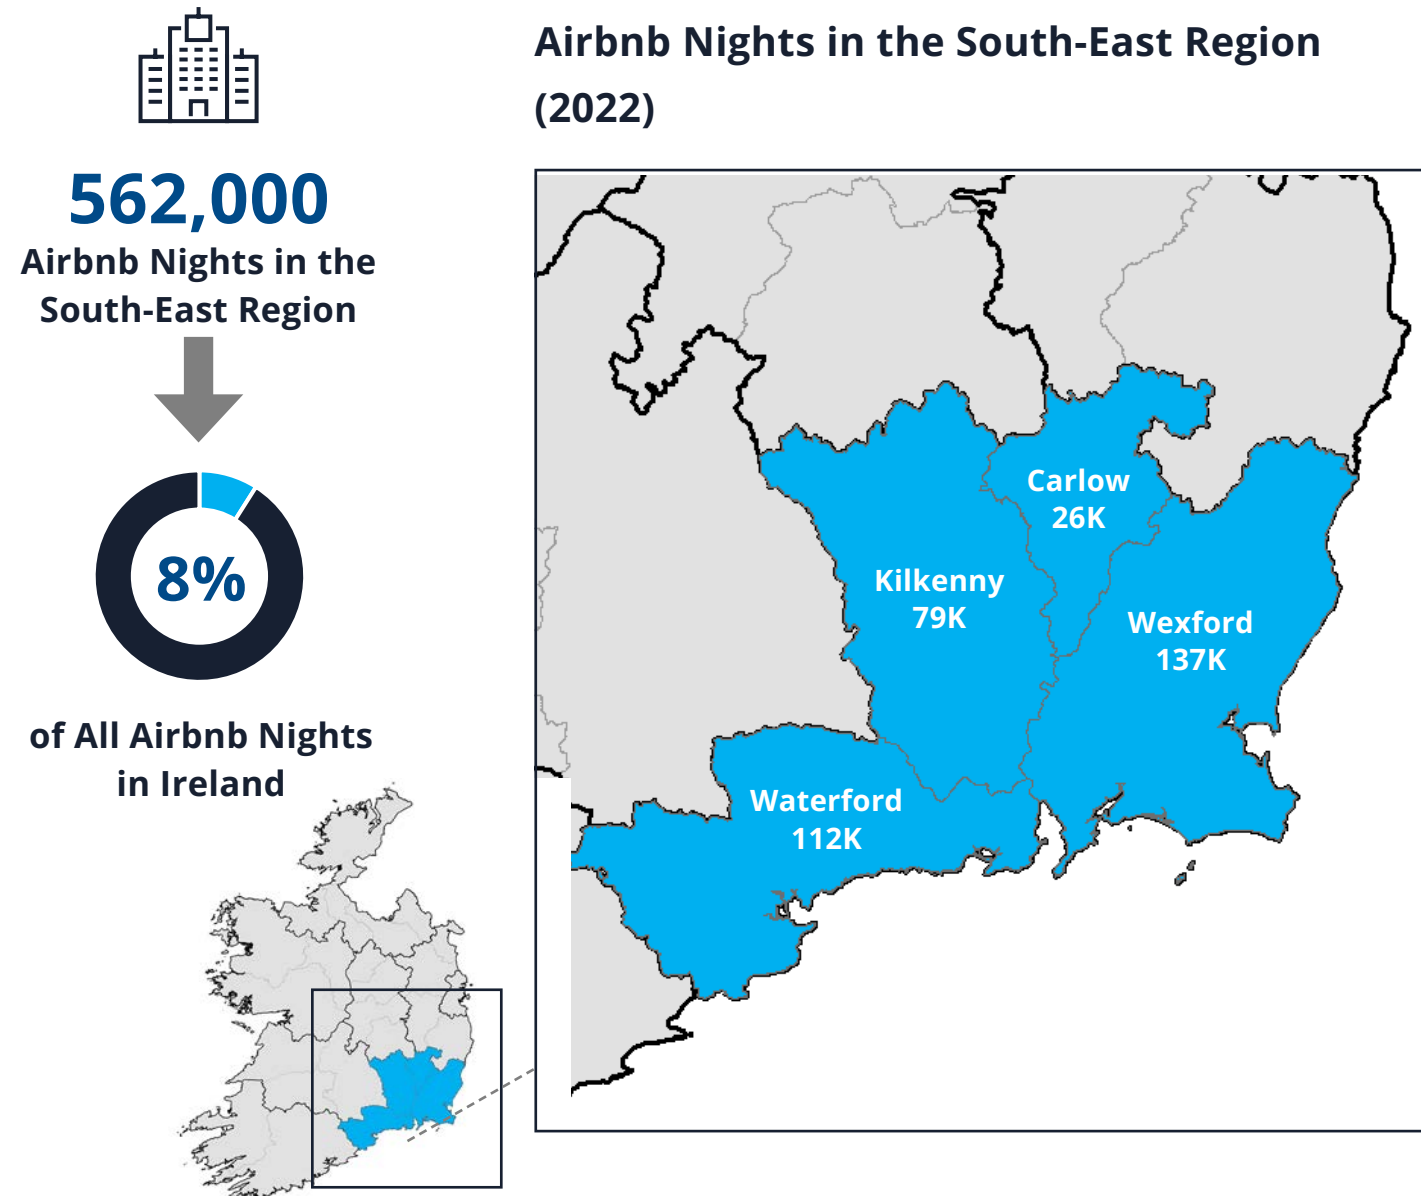 562,000
Airbnb Nights in the
South-East Region
8%
of All Airbnb Nights
in Ireland
Airbnb Nights in the South-East Region
(2022)
Carlow
26K
Kilkenny
79K
Wexford
137K
Waterford
112K